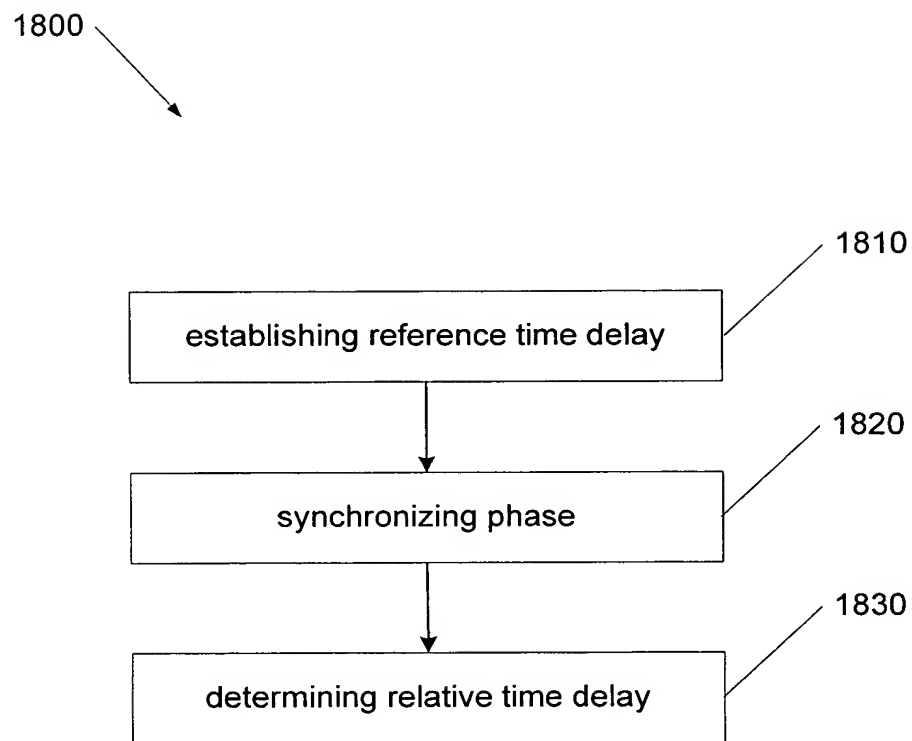 1800
1810
establishing reference time delay
1820
synchronizing phase
1830
determining relative time delay